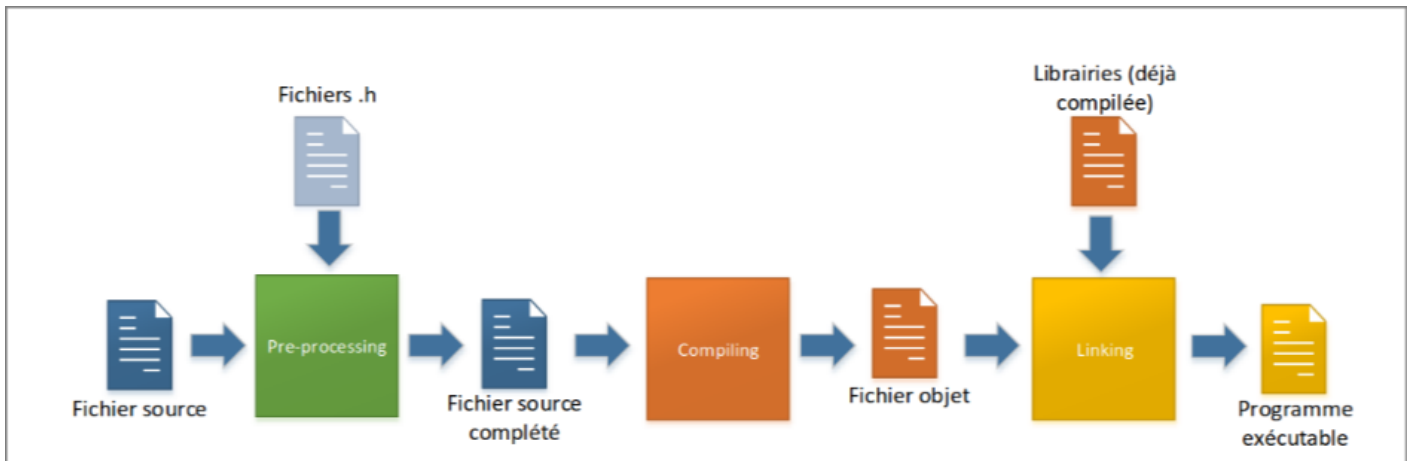 Fichiers .h
Librairies (déjà
compilée)
Pre-processing
Compiling
Linking
Fichier source
Fichier source
complété
Fichier objet
Programme
exécutable